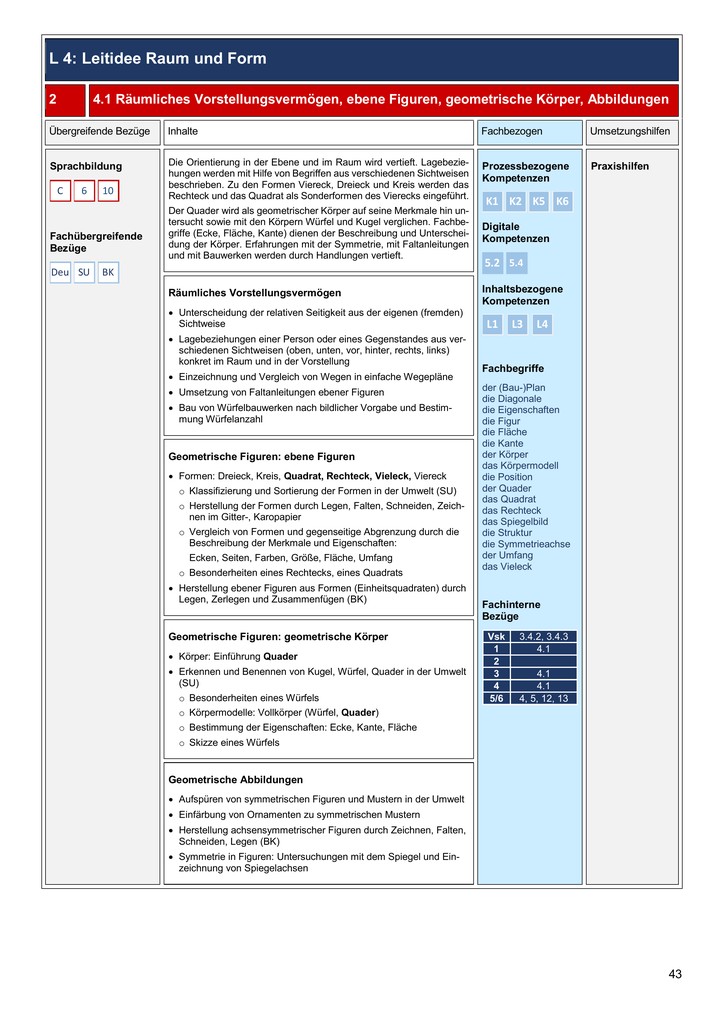 L 4: Leitidee Raum und Form
2
4.1 Räumliches Vorstellungsvermögen, ebene Figuren, geometrische Körper, Abbildungen
Übergreifende Bezüge
Inhalte
Fachbezogen
Umsetzungshilfen
Sprachbildung
C 6 10
Fachübergreifende
Bezüge
Deu SU BK
Die Orientierung in der Ebene und im Raum wird vertieft. Lagebezie-
hungen werden mit Hilfe von Begriffen aus verschiedenen Sichtweisen
beschrieben. Zu den Formen Viereck, Dreieck und Kreis werden das
Rechteck und das Quadrat als Sonderformen des Vierecks eingeführt.
Der Quader wird als geometrischer Körper auf seine Merkmale hin un-
tersucht sowie mit den Körpern Würfel und Kugel verglichen. Fachbe-
griffe (Ecke, Fläche, Kante) dienen der Beschreibung und Unterschei-
dung der Körper. Erfahrungen mit der Symmetrie, mit Faltanleitungen
und mit Bauwerken werden durch Handlungen vertieft.
Räumliches Vorstellungsvermögen
• Unterscheidung der relativen Seitigkeit aus der eigenen (fremden)
Sichtweise
• Lagebeziehungen einer Person oder eines Gegenstandes aus ver-
schiedenen Sichtweisen (oben, unten, vor, hinter, rechts, links)
konkret im Raum und in der Vorstellung
• Einzeichnung und Vergleich von Wegen in einfache Wegepläne
• Umsetzung von Faltanleitungen ebener Figuren
• Bau von Würfelbauwerken nach bildlicher Vorgabe und Bestim-
mung Würfelanzahl
Geometrische Figuren: ebene Figuren
• Formen: Dreieck, Kreis, Quadrat, Rechteck, Vieleck, Viereck
o Klassifizierung und Sortierung der Formen in der Umwelt (SU)
o Herstellung der Formen durch Legen, Falten, Schneiden, Zeich-
nen im Gitter-, Karopapier
o Vergleich von Formen und gegenseitige Abgrenzung durch die
Beschreibung der Merkmale und Eigenschaften:
Ecken, Seiten, Farben, Größe, Fläche, Umfang
o Besonderheiten eines Rechtecks, eines Quadrats
• Herstellung ebener Figuren aus Formen (Einheitsquadraten) durch
Legen, Zerlegen und Zusammenfügen (BK)
Geometrische Figuren: geometrische Körper
• Körper: Einführung Quader
• Erkennen und Benennen von Kugel, Würfel, Quader in der Umwelt
(SU)
o Besonderheiten eines Würfels
o Körpermodelle: Vollkörper (Würfel, Quader)
o Bestimmung der Eigenschaften: Ecke, Kante, Fläche
o Skizze eines Würfels
Geometrische Abbildungen
• Aufspüren von symmetrischen Figuren und Mustern in der Umwelt
• Einfärbung von Ornamenten zu symmetrischen Mustern
• Herstellung achsensymmetrischer Figuren durch Zeichnen, Falten,
Schneiden, Legen (BK)
• Symmetrie in Figuren: Untersuchungen mit dem Spiegel und Ein-
zeichnung von Spiegelachsen
Prozessbezogene
Kompetenzen
K1 K2 K5 K6
Digitale
Kompetenzen
5.2 5.4
Inhaltsbezogene
Kompetenzen
L1 L3 L4
Fachbegriffe
der (Bau-)Plan
die Diagonale
die Eigenschaften
die Figur
die Fläche
die Kante
der Körper
das Körpermodell
die Position
der Quader
das Quadrat
das Rechteck
das Spiegelbild
die Struktur
die Symmetrieachse
der Umfang
das Vieleck
Fachinterne
Bezüge
Vsk 3.4.2, 3.4.3
1 4.1
2
3 4.1
4 4.1
5/6 4, 5, 12, 13
Praxishilfen
43